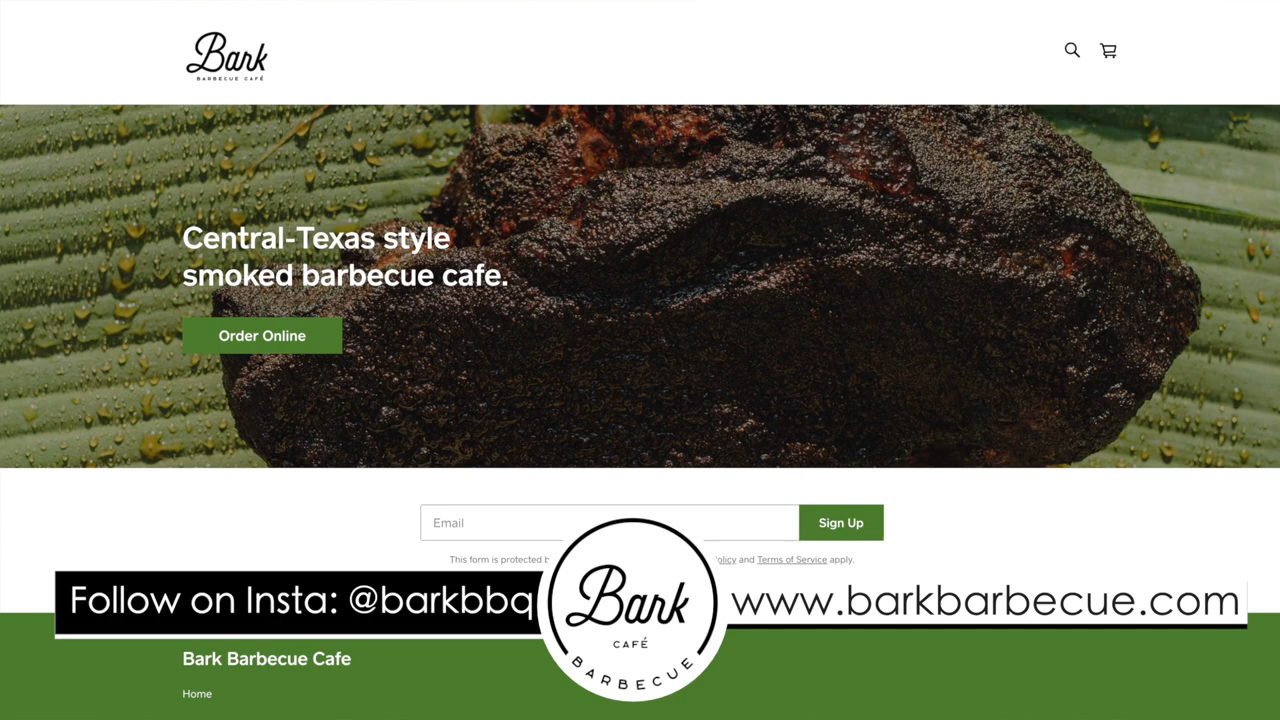 Bark
BARBECUE CAFÉ
Central-Texas style
smoked barbecue cafe.
Order Online
Email
Sign Up
This form is protected and Terms of Service apply.
Follow on Insta: @barkbbq
Bark
CAFÉ
BARBECUE
www.barkbarbecue.com
Bark Barbecue Cafe
Home